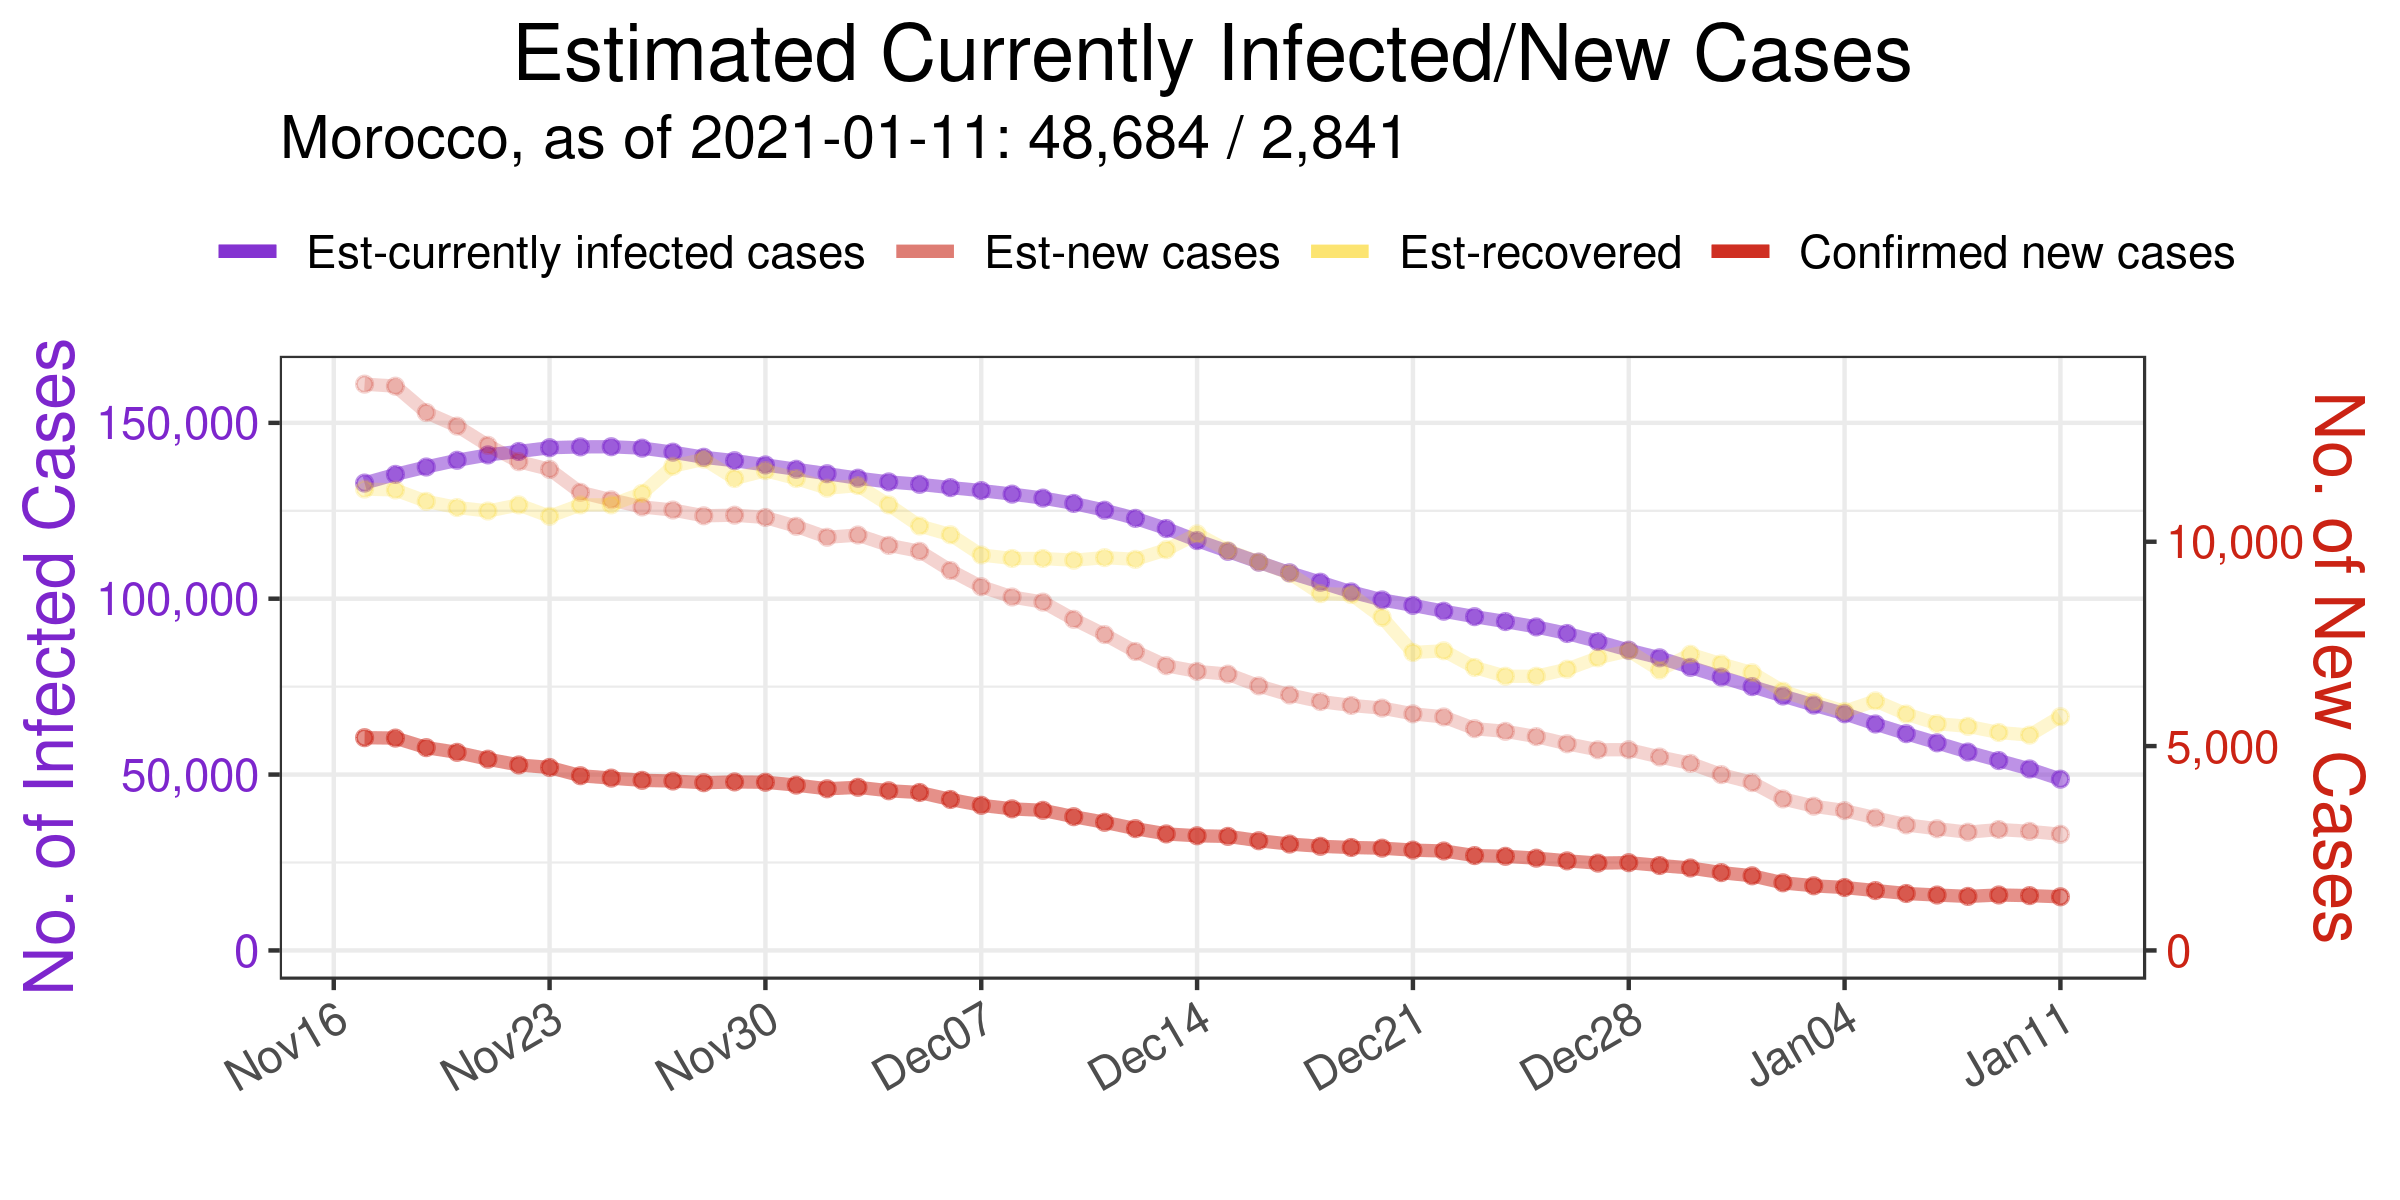 Estimated Currently Infected/New Cases
Morocco, as of 2021-01-11: 48,684 / 2,841
Est-currently infected cases Est-new cases Est-recovered Confirmed new cases
No. of Infected Cases
150,000
100,000
50,000
0
10,000
5,000
0
No. of New Cases
Nov16 Nov23 Nov30 Dec07 Dec14 Dec21 Dec28 Jan04 Jan11